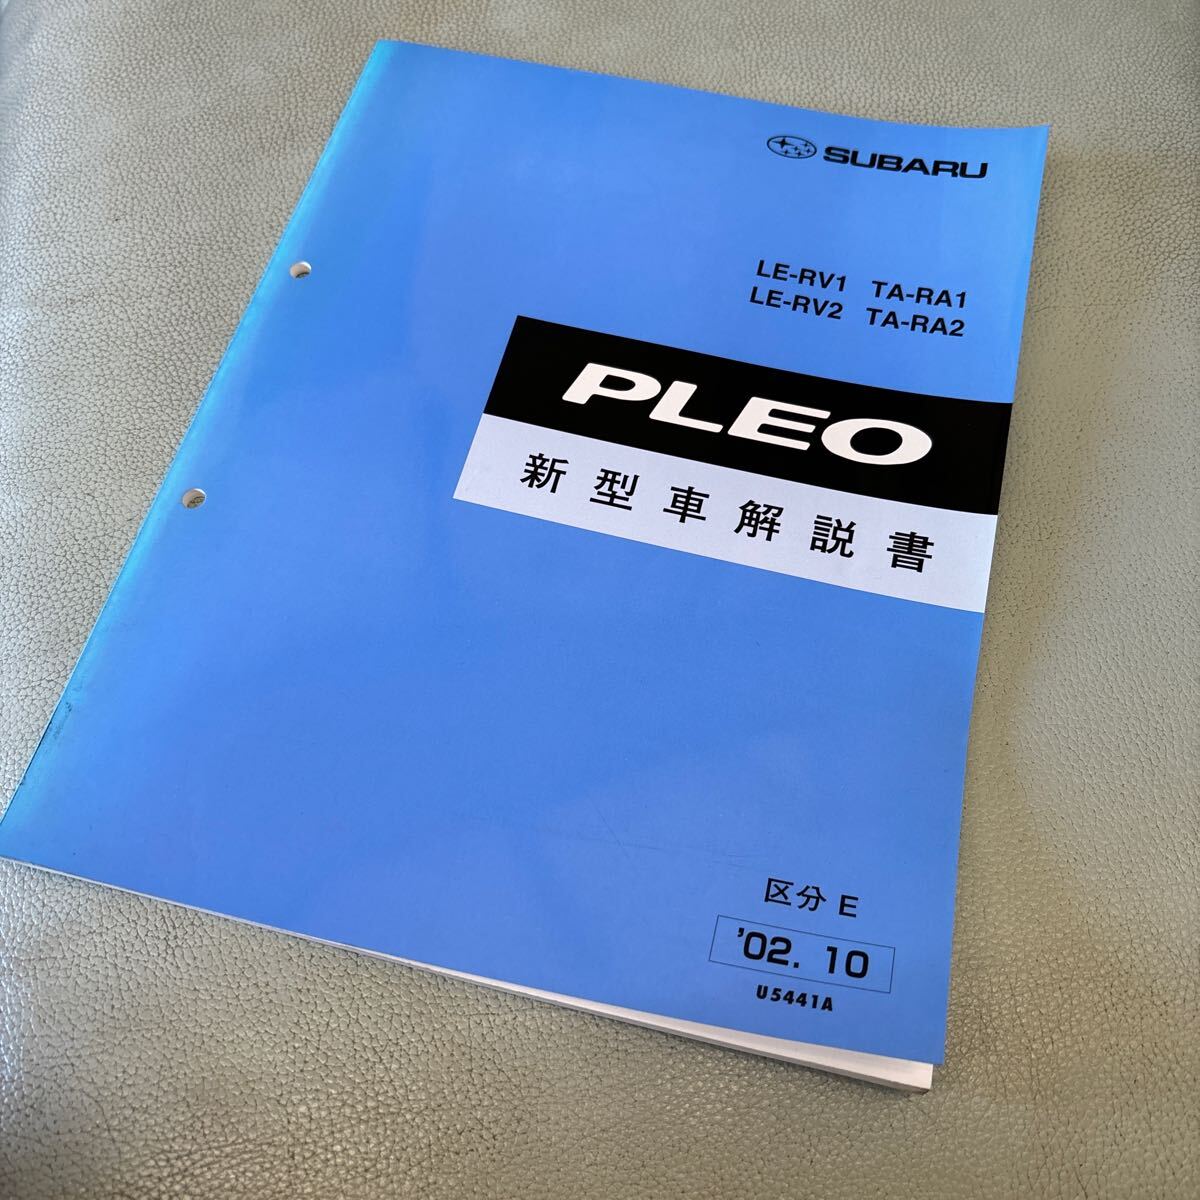 SUBARU
LE-RV1 TA-RA1
LE-RV2 TA-RA2
PLEO
新型車解説書
区分 E
'02. 10
U5441A